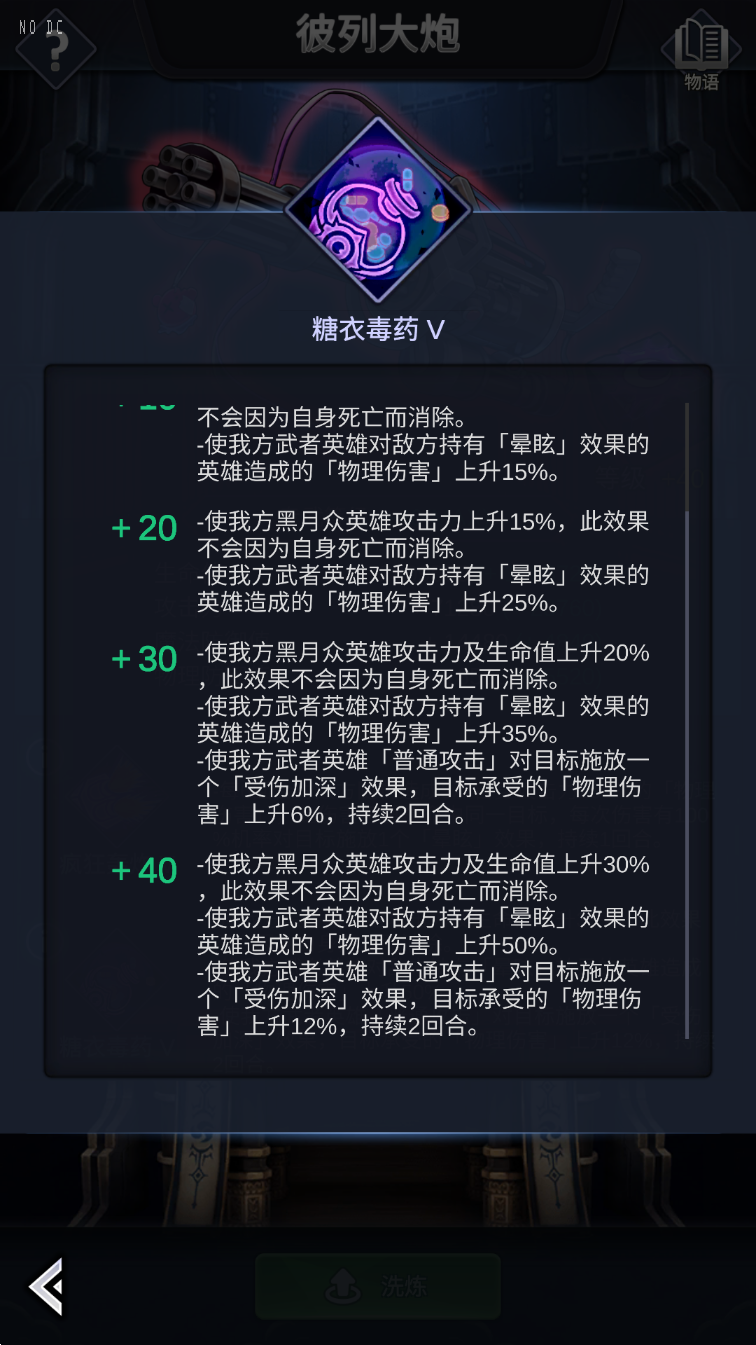 NO DC
彼列大炮
物语
糖衣毒药 V
不会因为自身死亡而消除。
-使我方武者英雄对敌方持有「晕眩」效果的
英雄造成的「物理伤害」上升15%。
+20
-使我方黑月众英雄攻击力上升15%，此效果
不会因为自身死亡而消除。
-使我方武者英雄对敌方持有「晕眩」效果的
英雄造成的「物理伤害」上升25%。
+30
-使我方黑月众英雄攻击力及生命值上升20%
，此效果不会因为自身死亡而消除。
-使我方武者英雄对敌方持有「晕眩」效果的
英雄造成的「物理伤害」上升35%。
-使我方武者英雄「普通攻击」对目标施放一
个「受伤加深」效果，目标承受的「物理伤
害」上升6%，持续2回合。
+40
-使我方黑月众英雄攻击力及生命值上升30%
，此效果不会因为自身死亡而消除。
-使我方武者英雄对敌方持有「晕眩」效果的
英雄造成的「物理伤害」上升50%。
-使我方武者英雄「普通攻击」对目标施放一
个「受伤加深」效果，目标承受的「物理伤
害」上升12%，持续2回合。
洗炼